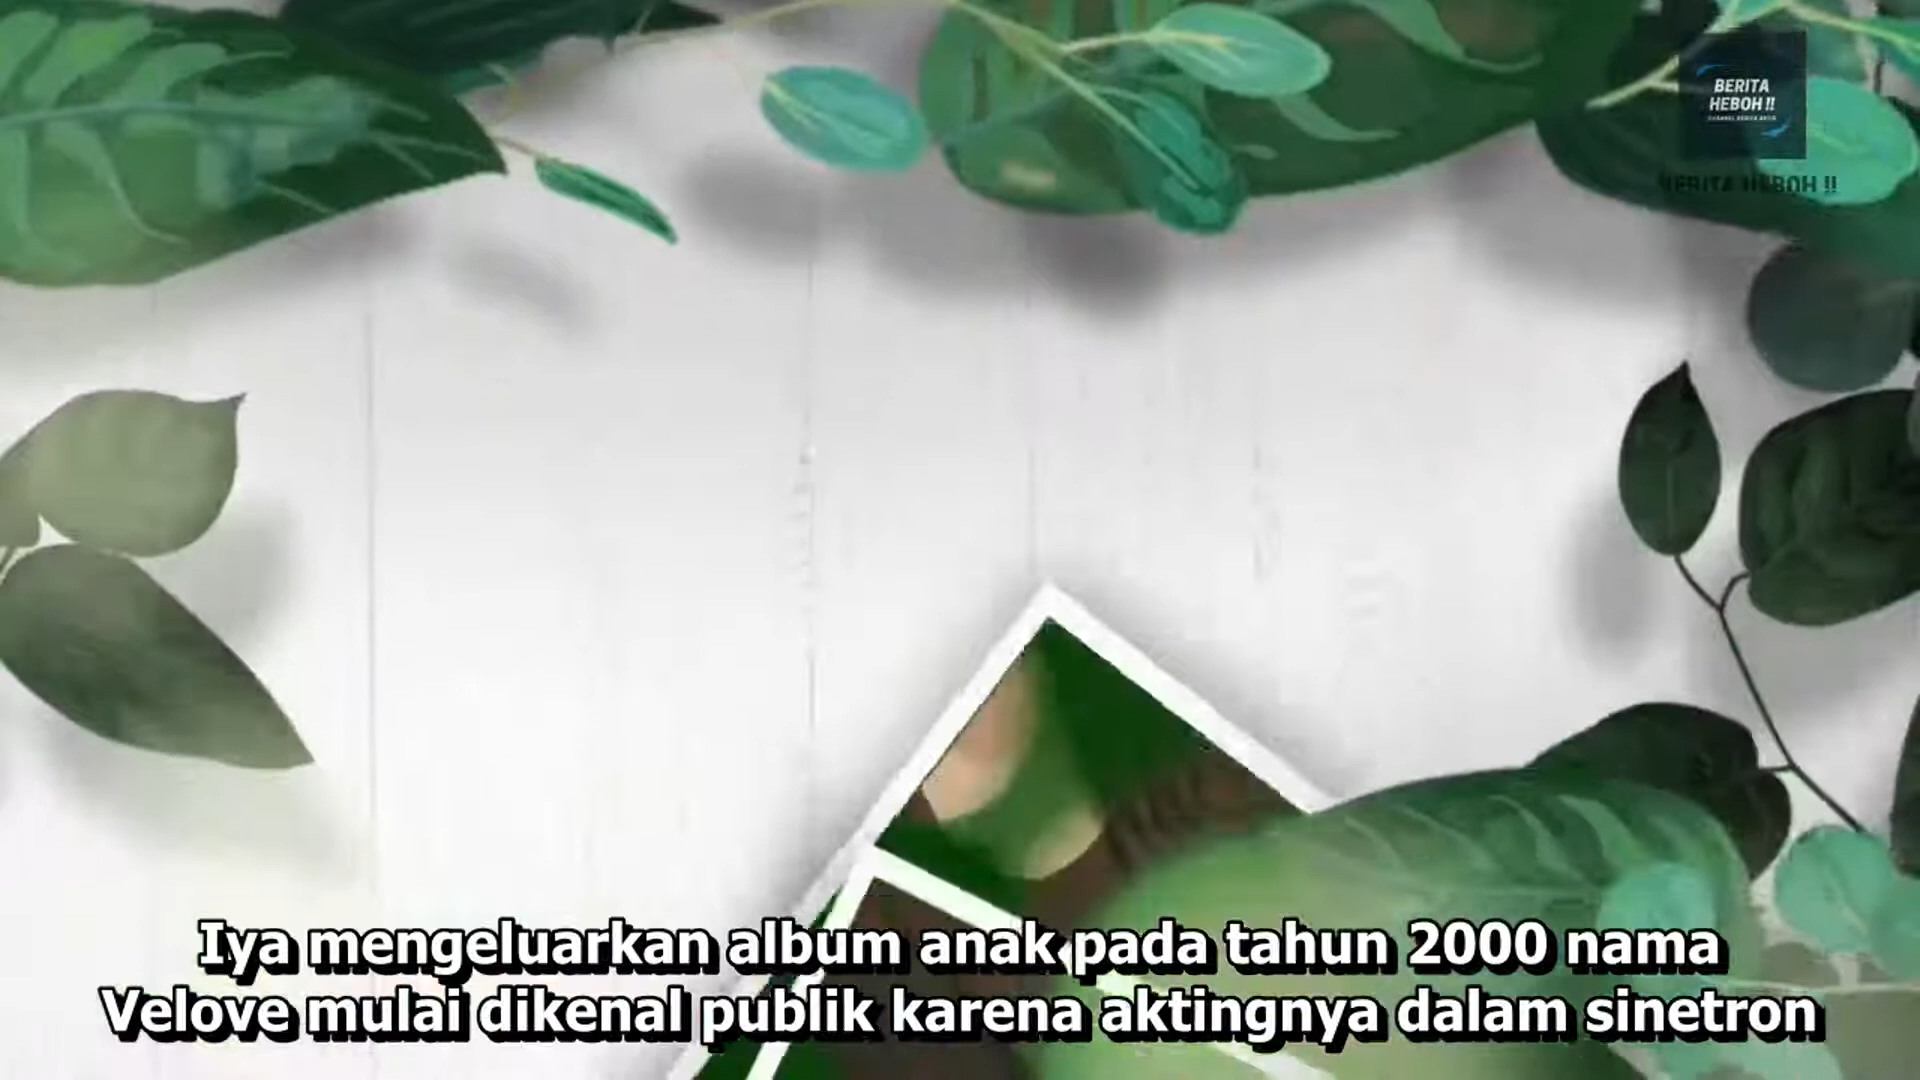 BERITA
HEBOH !!
BERITA HEBOH !!
Iya mengeluarkan album anak pada tahun 2000 nama
Velove mulai dikenal publik karena aktingnya dalam sinetron